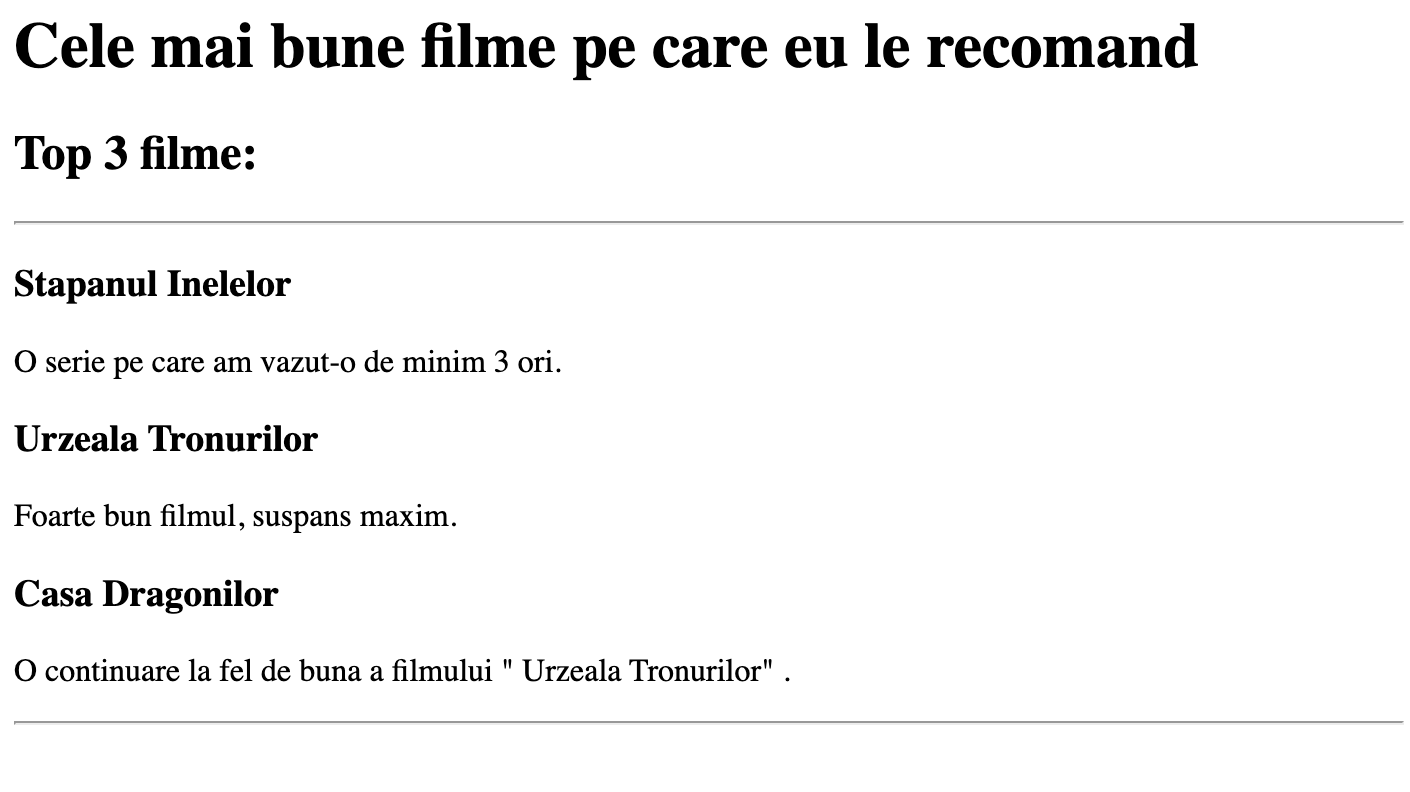 Cele mai bune filme pe care eu le recomand
Top 3 filme:
Stapanul Inelelor
O serie pe care am vazut-o de minim 3 ori.
Urzeala Tronurilor
Foarte bun filmul, suspans maxim.
Casa Dragonilor
O continuare la fel de buna a filmului " Urzeala Tronurilor" .